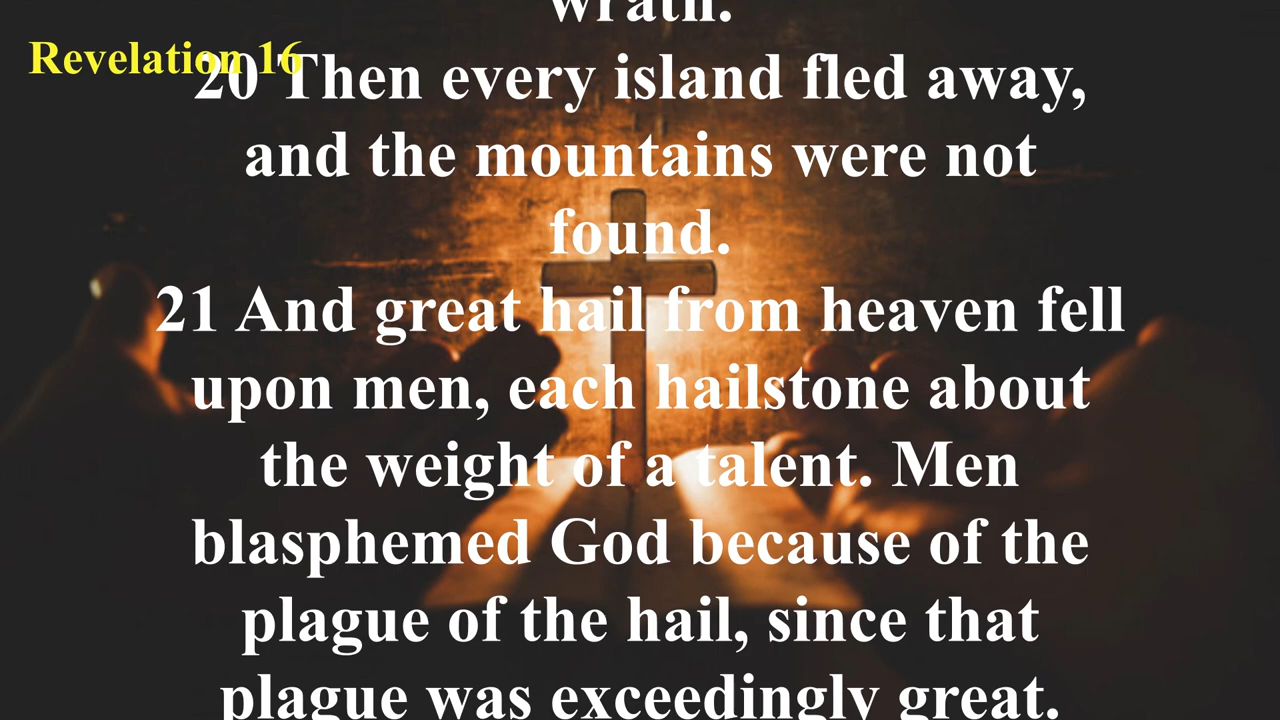 wrath.
Revelation 16
20 Then every island fled away,
and the mountains were not
found.
21 And great hail from heaven fell
upon men, each hailstone about
the weight of a talent. Men
blasphemed God because of the
plague of the hail, since that
plague was exceedingly great.